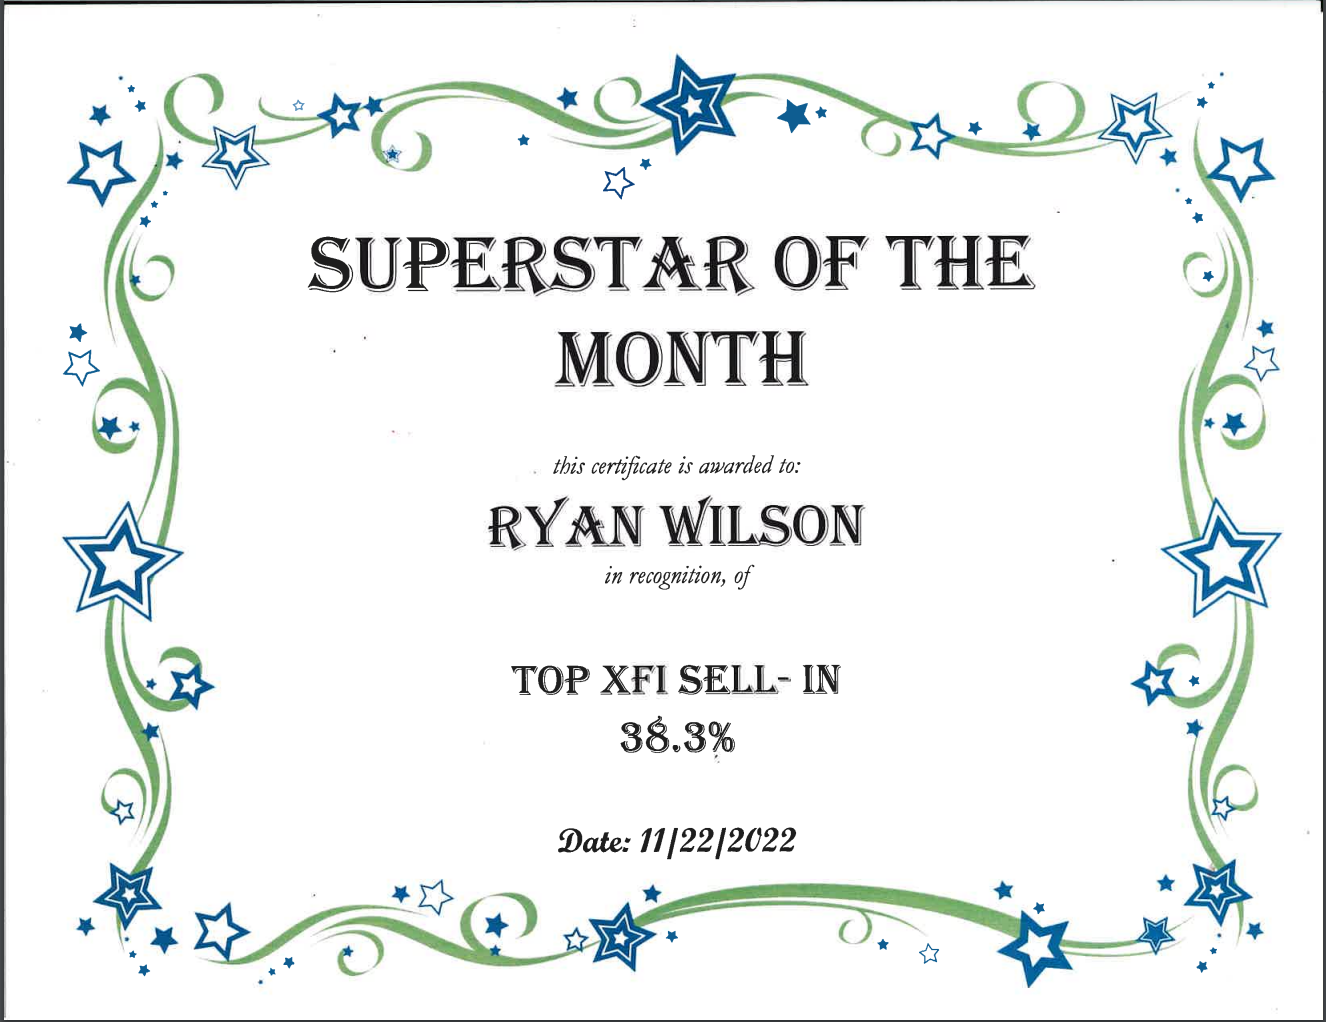 SUPERSTAR OF THE
MONTH
this certificate is awarded to:
RYAN WILSON
in recognition, of
TOP XFI SELL- IN
38.3%
Date: 11/22/2022